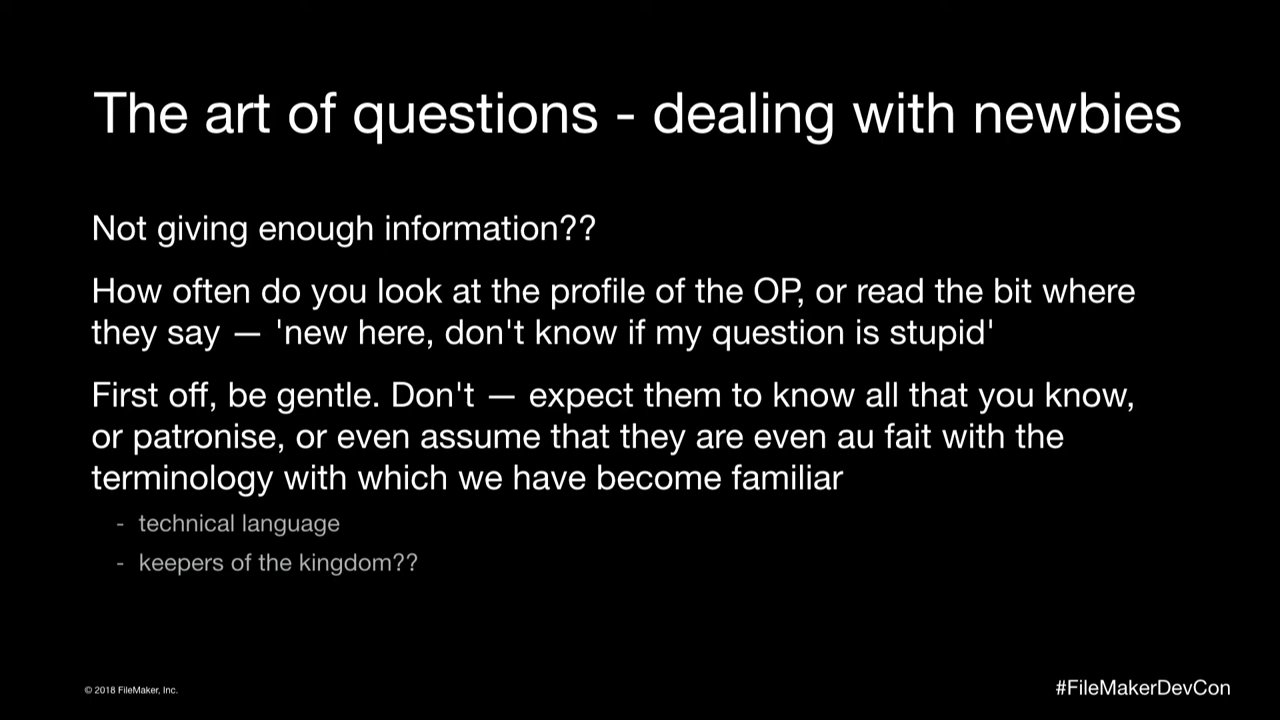 The art of questions - dealing with newbies
Not giving enough information??
How often do you look at the profile of the OP, or read the bit where
they say — 'new here, don't know if my question is stupid'
First off, be gentle. Don't — expect them to know all that you know,
or patronise, or even assume that they are even au fait with the
terminology with which we have become familiar
- technical language
- keepers of the kingdom??
© 2018 FileMaker, Inc.
#FileMakerDevCon